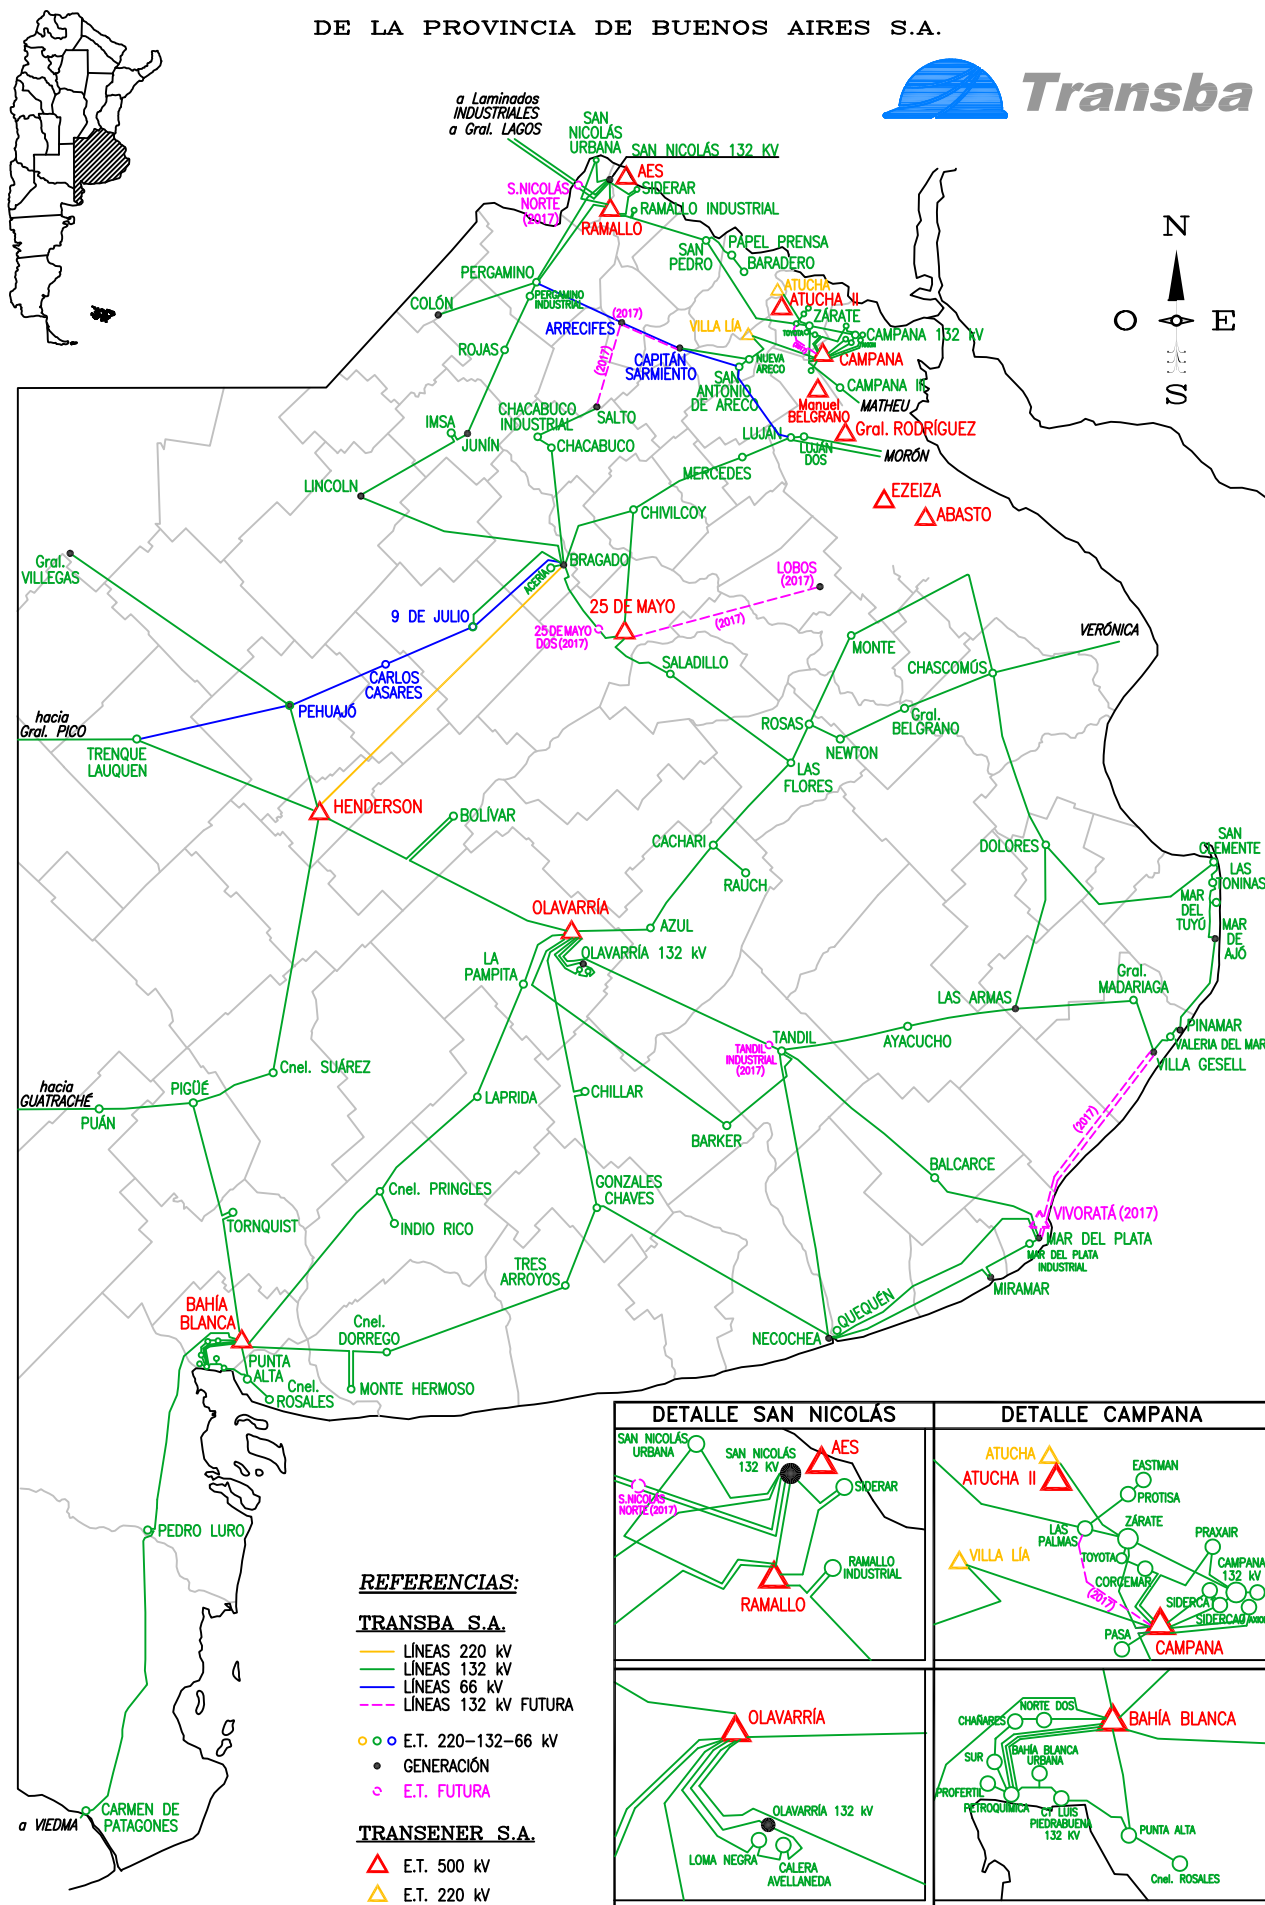 DE LA PROVINCIA DE BUENOS AIRES S.A.
Transba
a Laminados
INDUSTRIALES
a Gral. LAGOS
SAN
NICOLÁS
URBANA
SAN NICOLÁS 132 KV
AES
S.NICOLÁS
NORTE
(2017)
SIDERAR
RAMALLO INDUSTRIAL
RAMALLO
SAN
PEDRO
PAPEL PRENSA
BARADERO
N
O
E
S
PERGAMINO
PERGAMINO
INDUSTRIAL
COLÓN
ATUCHA
ATUCHA II
ZÁRATE
TOYOTA
CAMPANA 132 kV
CAMPANA
CAMPANA III
MATHEU
VILLA LÍA
(2017)
ARRECIFES
CAPITÁN
SARMIENTO
NUEVA
ARECO
SAN
ANTONIO
DE ARECO
(2017)
ROJAS
Manuel
BELGRANO
Gral. RODRÍGUEZ
IMSA
JUNÍN
CHACABUCO
INDUSTRIAL
SALTO
CHACABUCO
LUJÁN
LUJÁN
DOS
MORÓN
MERCEDES
LINCOLN
EZEIZA
ABASTO
CHIVILCOY
Gral.
VILLEGAS
BRAGADO
ACERÍA
LOBOS
(2017)
9 DE JULIO
25 DE MAYO
25 DE MAYO
DOS(2017)
(2017)
VERÓNICA
MONTE
CARLOS
CASARES
SALADILLO
CHASCOMÚS
PEHUAJÓ
hacia
Gral. PICO
TRENQUE
LAUQUEN
ROSAS
NEWTON
Gral.
BELGRANO
LAS
FLORES
HENDERSON
BOLÍVAR
CACHARI
RAUCH
DOLORES
SAN
CLEMENTE
LAS
TONINAS
MAR
DEL
TUYÚ
MAR
DE
AJÓ
OLAVARRÍA
AZUL
OLAVARRÍA 132 kV
LA
PAMPITA
Gral.
MADARIAGA
LAS ARMAS
PINAMAR
VALERIA DEL MAR
VILLA GESELL
TANDIL
TANDIL
INDUSTRIAL
(2017)
AYACUCHO
Cnel. SUÁREZ
PIGÜÉ
hacia
GUATRACHÉ
PUÁN
LAPRIDA
CHILLAR
BARKER
(2017)
BALCARCE
Cnel. PRINGLES
GONZALES
CHAVES
TORNQUIST
INDIO RICO
VIVORATÁ(2017)
MAR DEL PLATA
MAR DEL PLATA
INDUSTRIAL
TRES
ARROYOS
MIRAMAR
BAHÍA
BLANCA
Cnel.
DORREGO
QUEQUÉN
NECOCHEA
PUNTA
ALTA
Cnel.
ROSALES
MONTE HERMOSO
PEDRO LURO
CARMEN DE
PATAGONES
a VIEDMA
REFERENCIAS:
TRANSBA S.A.
LÍNEAS 220 kV
LÍNEAS 132 kV
LÍNEAS 66 kV
LÍNEAS 132 kV FUTURA
E.T. 220-132-66 kV
GENERACIÓN
E.T. FUTURA
TRANSENER S.A.
E.T. 500 kV
E.T. 220 kV
DETALLE SAN NICOLÁS
SAN NICOLÁS
URBANA
SAN NICOLÁS
132 KV
AES
SIDERAR
S.NICOLÁS
NORTE(2017)
RAMALLO
INDUSTRIAL
RAMALLO
DETALLE CAMPANA
ATUCHA
ATUCHA II
EASTMAN
PROTISA
LAS
PALMAS
ZÁRATE
PRAXAIR
VILLA LÍA
TOYOTA
CAMPANA
132 kV
CORCEMAR
(2017)
SIDERCA
SIDERCA
AXION
PASA
CAMPANA
OLAVARRÍA
OLAVARRÍA 132 kV
LOMA NEGRA
CALERA
AVELLANEDA
NORTE DOS
CHAÑARES
BAHÍA BLANCA
SUR
BAHÍA BLANCA
URBANA
PROFERTIL
PETROQUÍMICA
CT LUIS
PIEDRABUENA
132 KV
PUNTA ALTA
Cnel. ROSALES